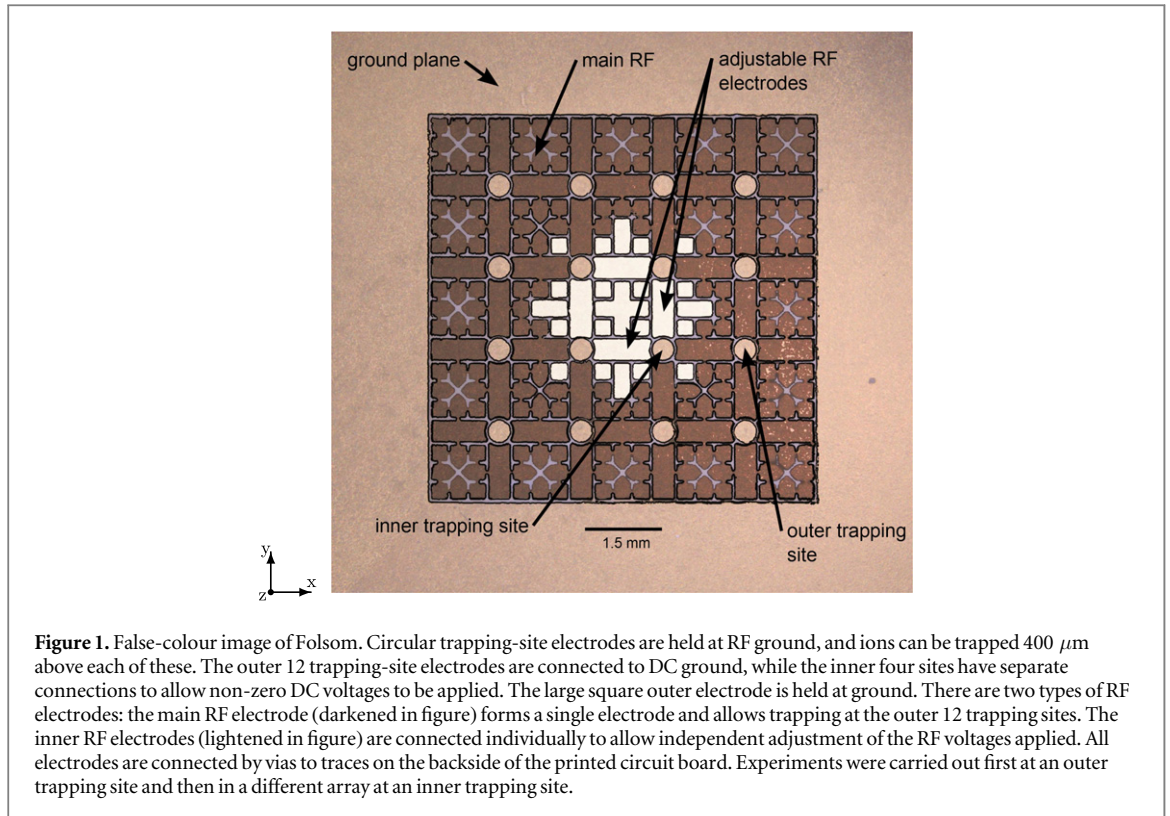 ground plane
main RF
adjustable RF
electrodes
inner trapping site
1.5 mm
outer trapping
site
y
z
x
Figure 1. False-colour image of Folsom. Circular trapping-site electrodes are held at RF ground, and ions can be trapped 400 μm
above each of these. The outer 12 trapping-site electrodes are connected to DC ground, while the inner four sites have separate
connections to allow non-zero DC voltages to be applied. The large square outer electrode is held at ground. There are two types of RF
electrodes: the main RF electrode (darkened in figure) forms a single electrode and allows trapping at the outer 12 trapping sites. The
inner RF electrodes (lightened in figure) are connected individually to allow independent adjustment of the RF voltages applied. All
electrodes are connected by vias to traces on the backside of the printed circuit board. Experiments were carried out first at an outer
trapping site and then in a different array at an inner trapping site.